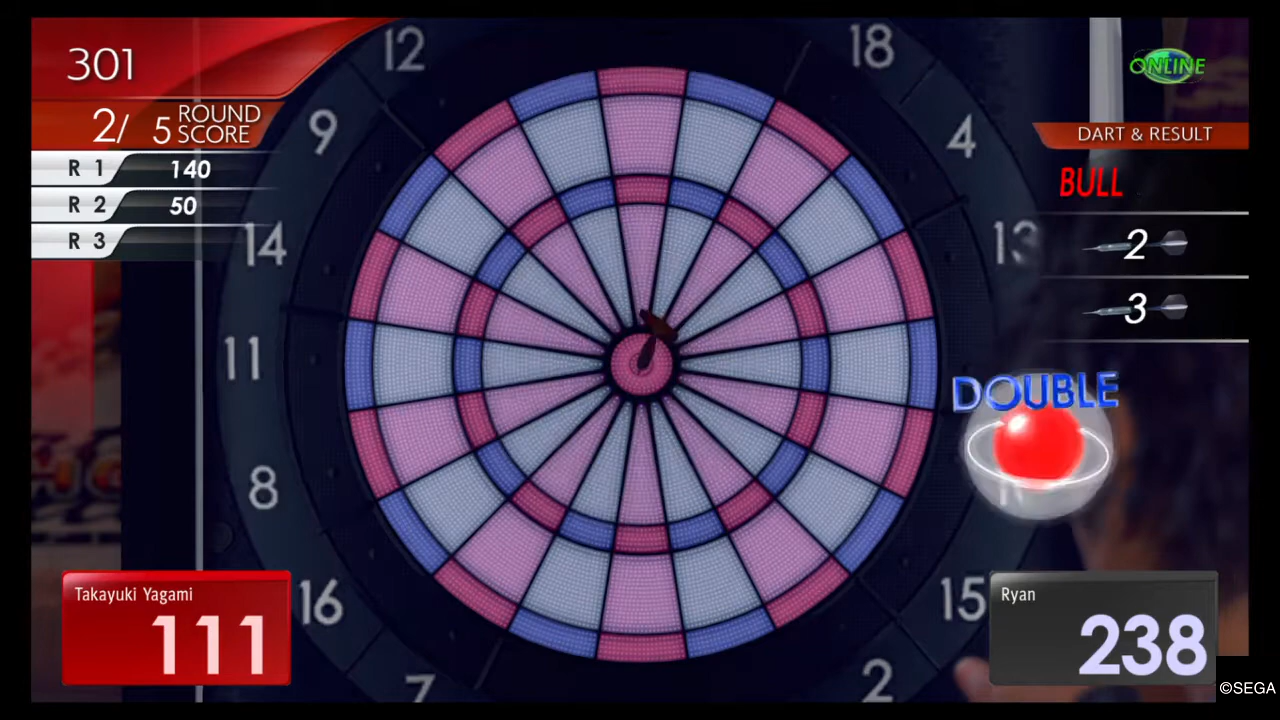 301
2/ 5 ROUND SCORE
R 1 140
R 2 50
R 3
12
18
9
4
14
13
11
8
16
15
7
2
ONLINE
DART & RESULT
BULL
2
3
DOUBLE
Takayuki Yagami
111
Ryan
238
©SEGA